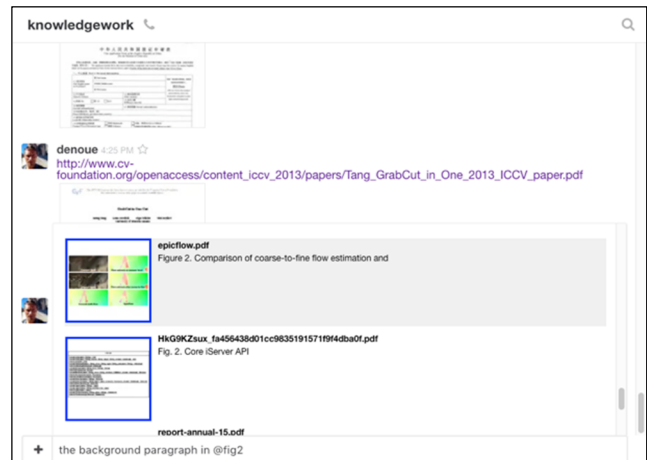 knowledgework
denoue 4:25 PM
http://www.cv-
foundation.org/openaccess/content_iccv_2013/papers/Tang_GrabCut_in_One_2013_ICCV_paper.pdf
epicflow.pdf
Figure 2. Comparison of coarse-to-fine flow estimation and
HkG9KZsux_fa456438d01cc9835191571f9f4dba0f.pdf
Fig. 2. Core iServer API
report-annual-15.pdf
+ the background paragraph in @fig2